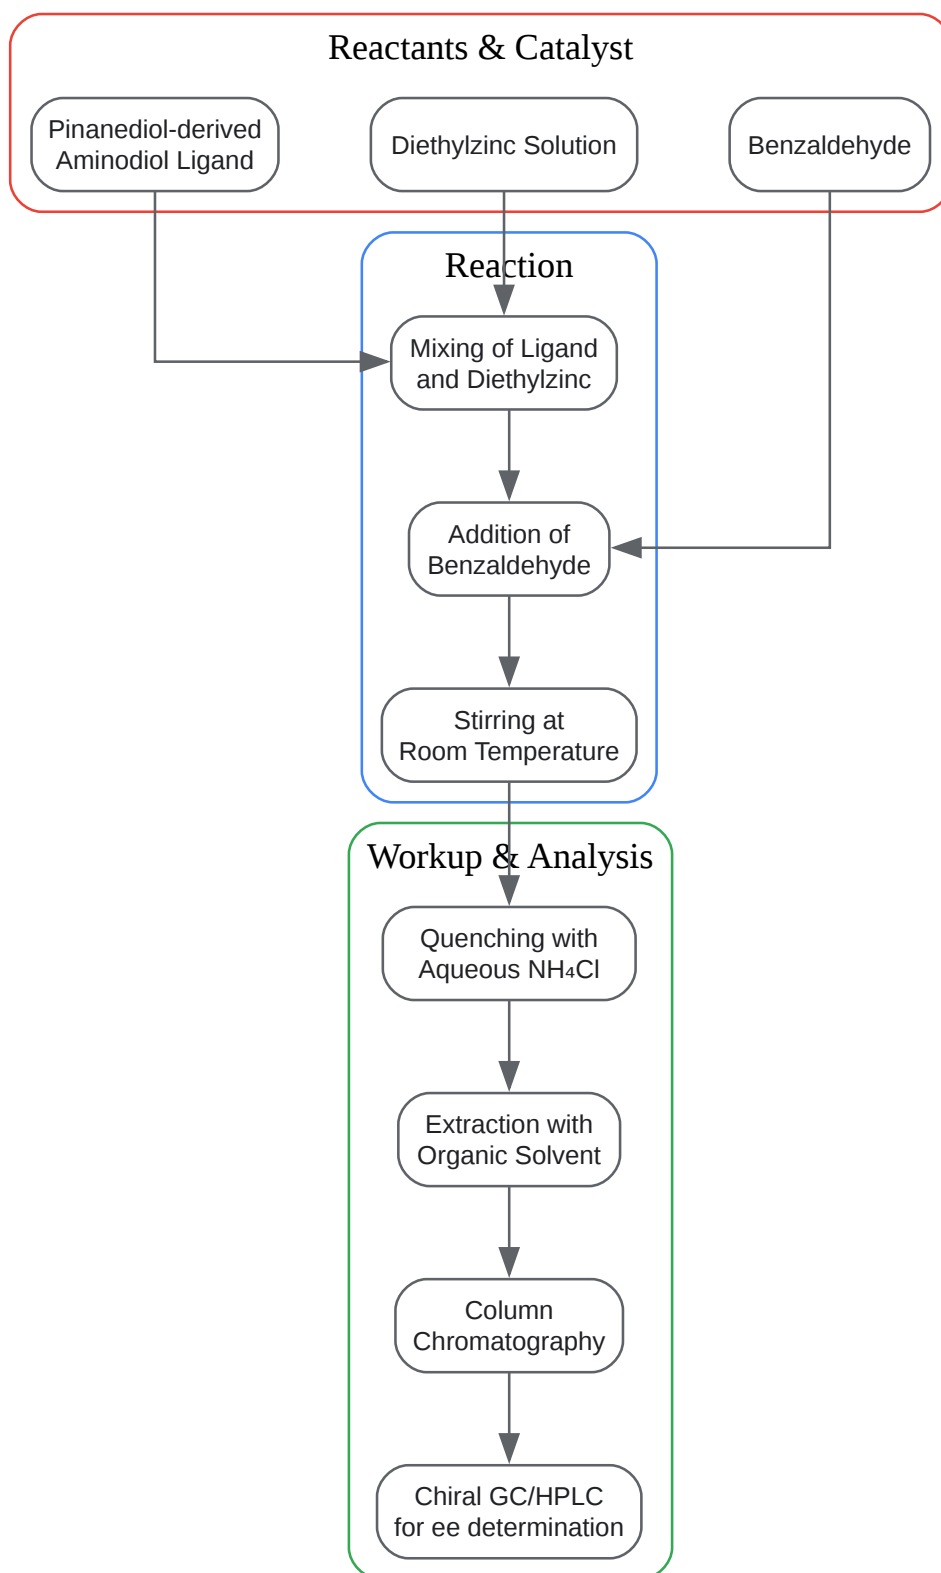 Reactants & Catalyst
Pinanediol-derived
Aminodiol Ligand
Diethylzinc Solution
Benzaldehyde
Reaction
Mixing of Ligand
and Diethylzinc
Addition of
Benzaldehyde
Stirring at
Room Temperature
Workup & Analysis
Quenching with
Aqueous NH₄Cl
Extraction with
Organic Solvent
Column
Chromatography
Chiral GC/HPLC
for ee determination